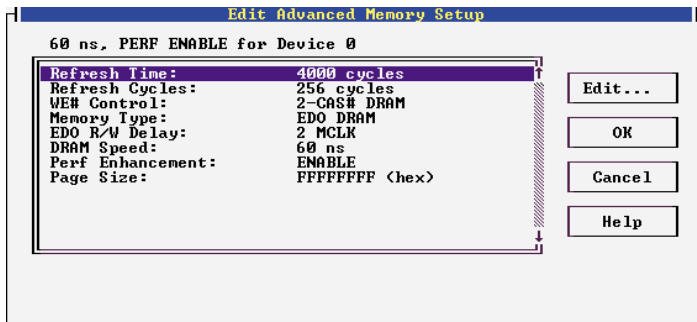 Edit Advanced Memory Setup
60 ns, PERF ENABLE for Device 0
Refresh Time: 4000 cycles
Refresh Cycles: 256 cycles
WE# Control: 2-CAS# DRAM
Memory Type: EDO DRAM
EDO R/W Delay: 2 MCLK
DRAM Speed: 60 ns
Perf Enhancement: ENABLE
Page Size: FFFFFFFF (hex)
Edit...
OK
Cancel
Help